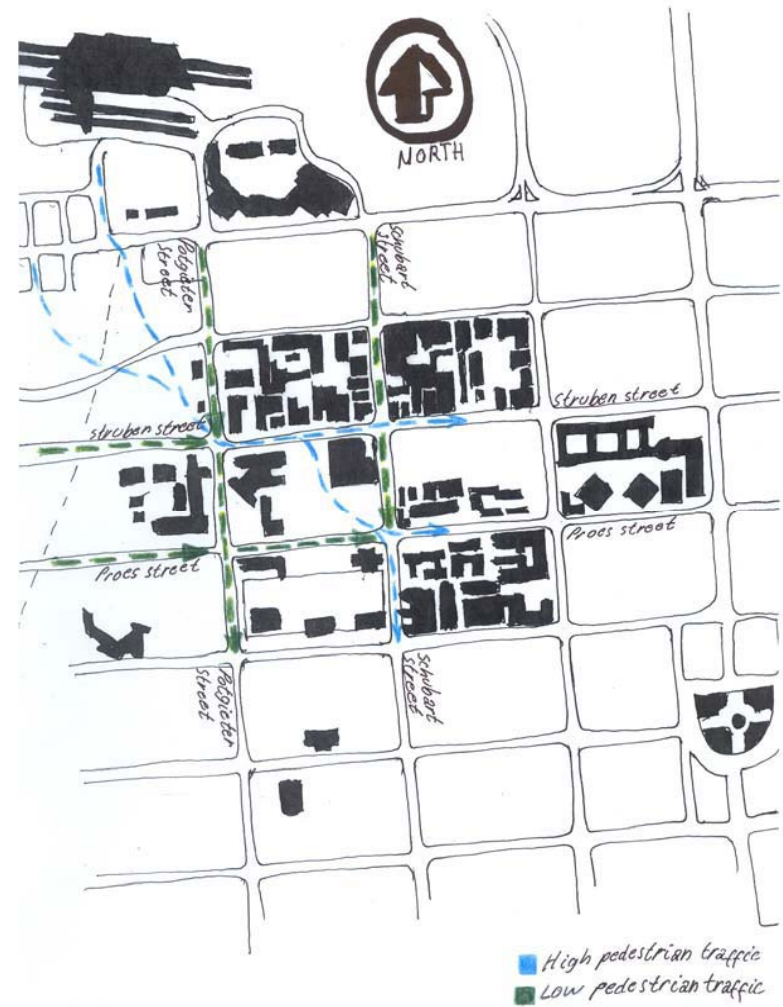 NORTH
Potgieter
Street
Schubart
Street
Struben street
Struben street
Proes street
Proes street
Potgieter
Street
Schubart
Street
High pedestrian traffic
LOW pedestrian traffic